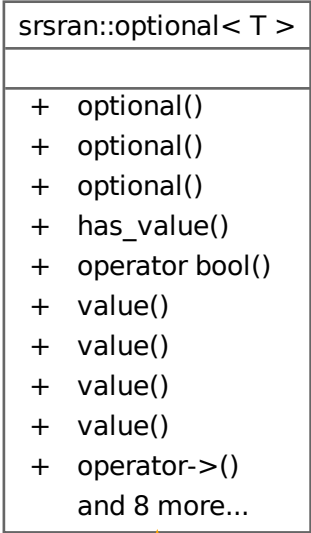 srsran::optional< T >
+ optional()
+ optional()
+ optional()
+ has_value()
+ operator bool()
+ value()
+ value()
+ value()
+ value()
+ operator->()
and 8 more...